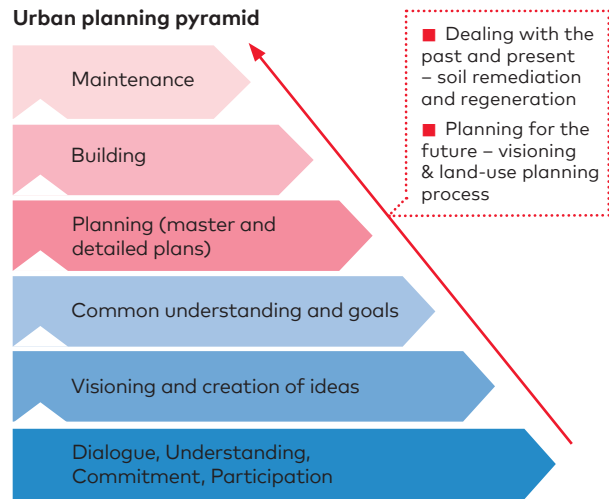 Urban planning pyramid
■ Dealing with the
past and present
– soil remediation
and regeneration
■ Planning for the
future – visioning
& land-use planning
process
Maintenance
Building
Planning (master and
detailed plans)
Common understanding and goals
Visioning and creation of ideas
Dialogue, Understanding,
Commitment, Participation